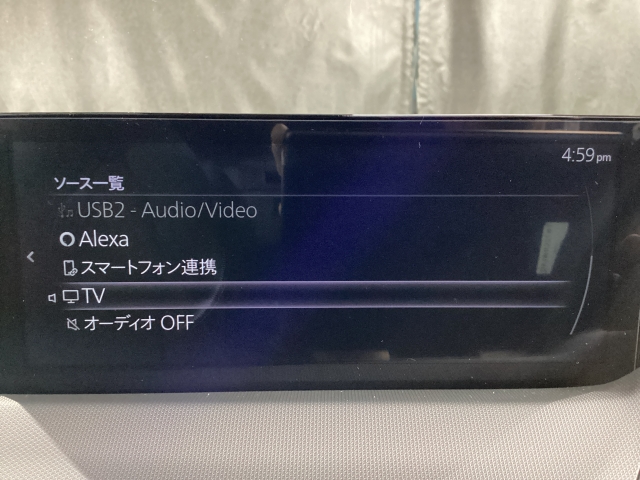 4:59pm
ソース一覧
USB2 - Audio/Video
Alexa
スマートフォン連携
TV
オーディオ OFF